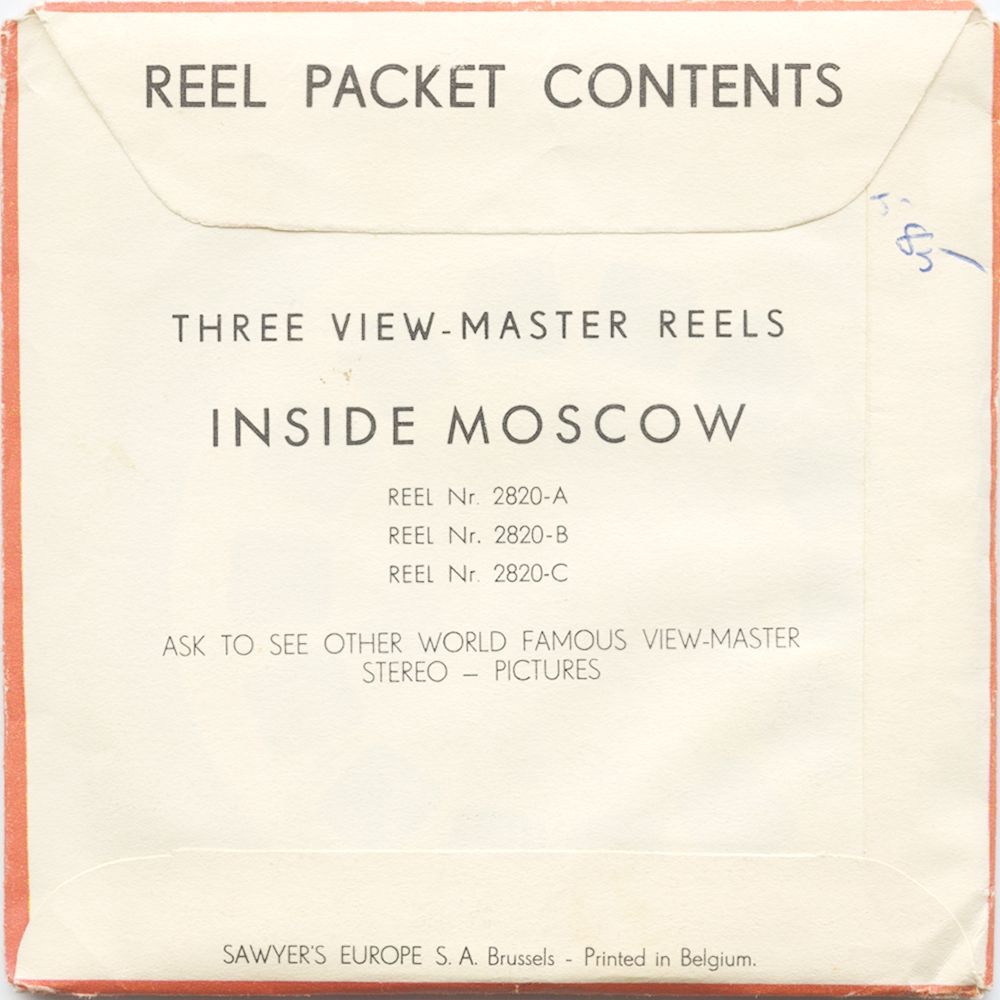 REEL PACKET CONTENTS
THREE VIEW-MASTER REELS
INSIDE MOSCOW
REEL Nr. 2820-A
REEL Nr. 2820-B
REEL Nr. 2820-C
ASK TO SEE OTHER WORLD FAMOUS VIEW-MASTER
STEREO – PICTURES
SAWYER'S EUROPE S. A. Brussels - Printed in Belgium.